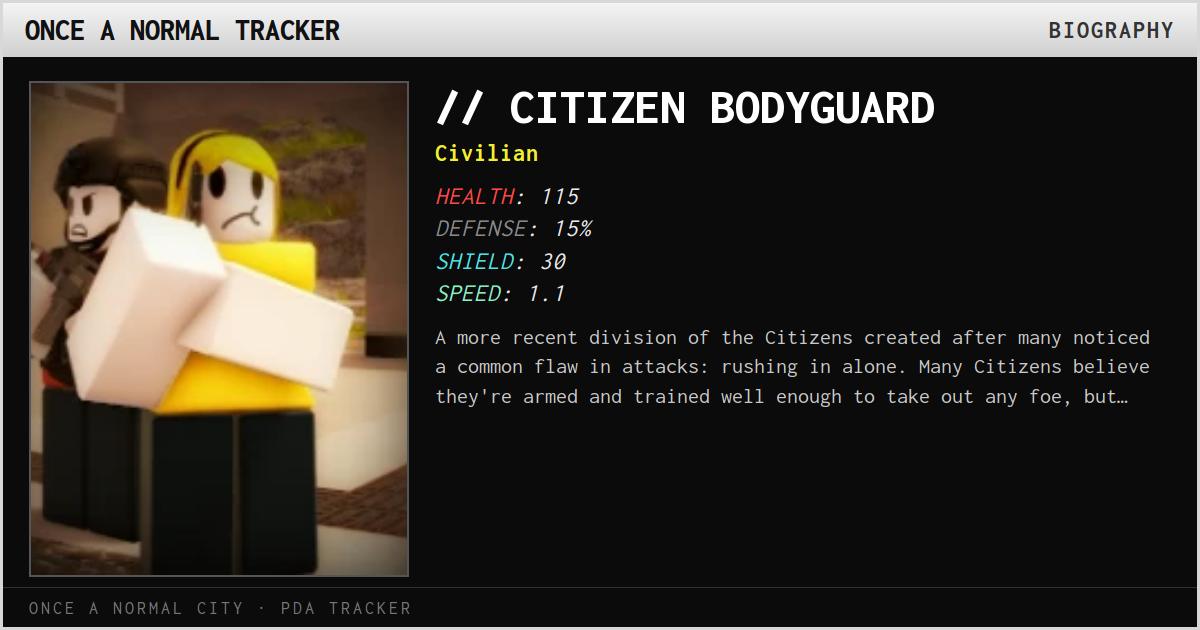 ONCE A NORMAL TRACKER
BIOGRAPHY
// CITIZEN BODYGUARD
Civilian
HEALTH: 115
DEFENSE: 15%
SHIELD: 30
SPEED: 1.1
A more recent division of the Citizens created after many noticed
a common flaw in attacks: rushing in alone. Many Citizens believe
they're armed and trained well enough to take out any foe, but…
ONCE A NORMAL CITY · PDA TRACKER